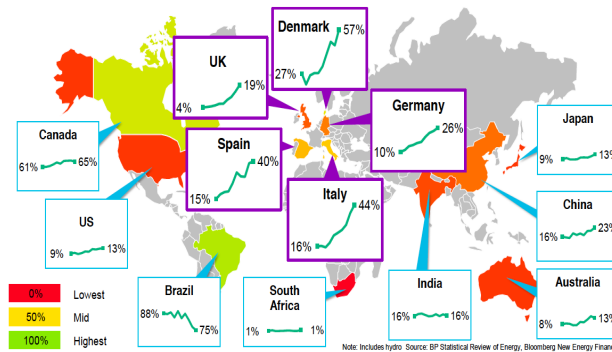 Denmark
57%
27%
UK
19%
4%
Germany
26%
10%
Canada
61%
65%
Spain
40%
15%
Japan
9%
13%
Italy
44%
16%
US
9%
13%
China
16%
23%
Brazil
88%
75%
South
Africa
1%
1%
India
16%
16%
Australia
8%
13%
0% Lowest
50% Mid
100% Highest
Note: Includes hydro Source: BP Statistical Review of Energy, Bloomberg New Energy Finan